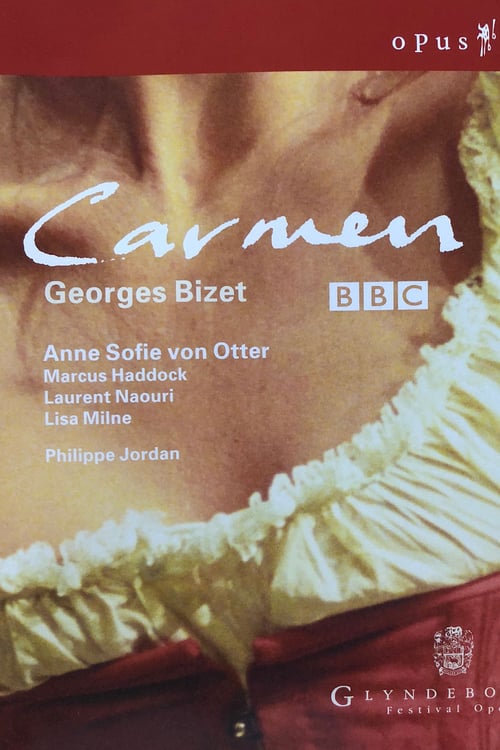 OPUS
Carmen
Georges Bizet
BBC
Anne Sofie von Otter
Marcus Haddock
Laurent Naouri
Lisa Milne
Philippe Jordan
GLYNDEBO
Festival Ope